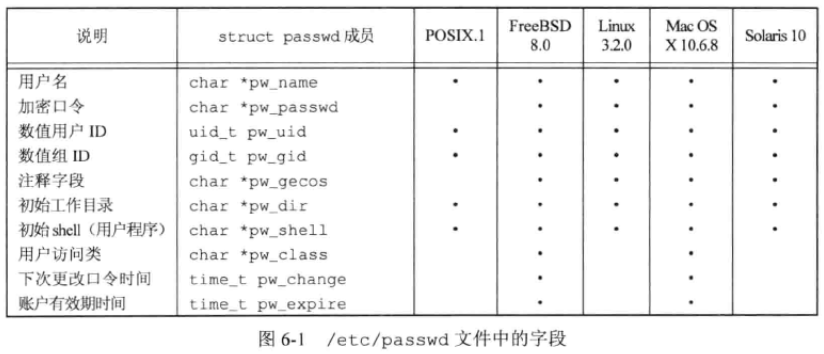 说明 struct passwd 成员 POSIX.1 FreeBSD 8.0 Linux 3.2.0 Mac OS X 10.6.8 Solaris 10
用户名 char *pw_name • • • • •
加密口令 char *pw_passwd • • • •
数值用户 ID uid_t pw_uid • • • • •
数值组 ID gid_t pw_gid • • • • •
注释字段 char *pw_gecos • • • •
初始工作目录 char *pw_dir • • • • •
初始 shell（用户程序） char *pw_shell • • • • •
用户访问类 char *pw_class • •
下次更改口令时间 time_t pw_change • •
账户有效期时间 time_t pw_expire • •
图 6-1 /etc/passwd 文件中的字段